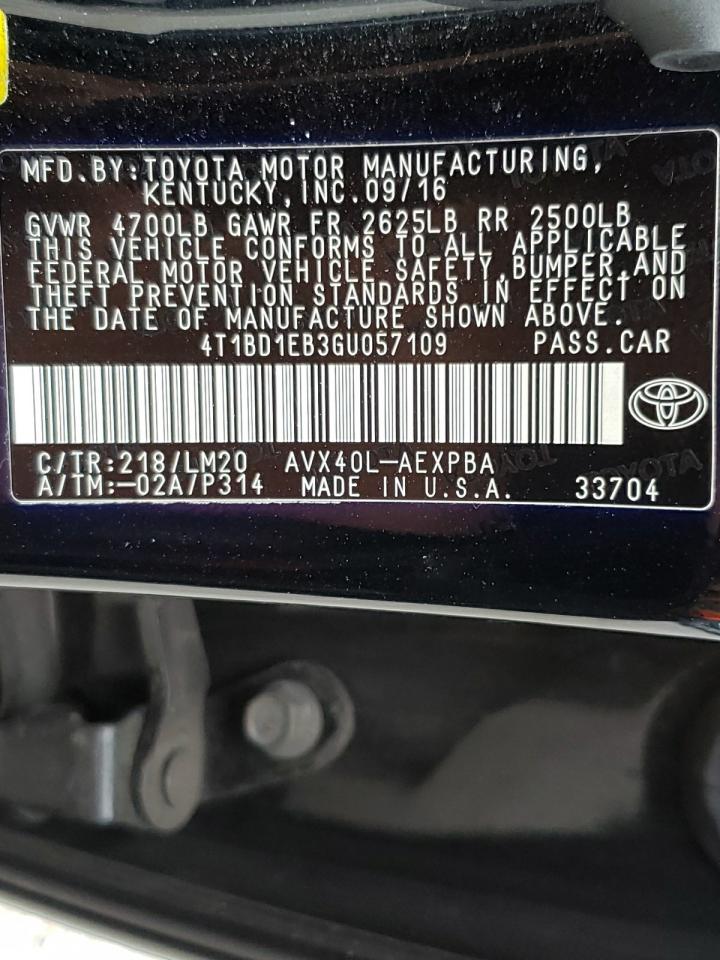 MFD.BY:TOYOTA MOTOR MANUFACTURING,
KENTUCKY,INC.09/16
GVWR 4700LB GAWR FR 2625LB RR 2500LB
THIS VEHICLE CONFORMS TO ALL APPLICABLE
FEDERAL MOTOR VEHICLE SAFETY,BUMPER,AND
THEFT PREVENTION STANDARDS IN EFFECT ON
THE DATE OF MANUFACTURE SHOWN ABOVE.
4T1BD1EB3GU057109 PASS.CAR
C/TR:218/LM20 AVX40L-AEXPBA
A/TM:-02A/P314 MADE IN U.S.A. 33704